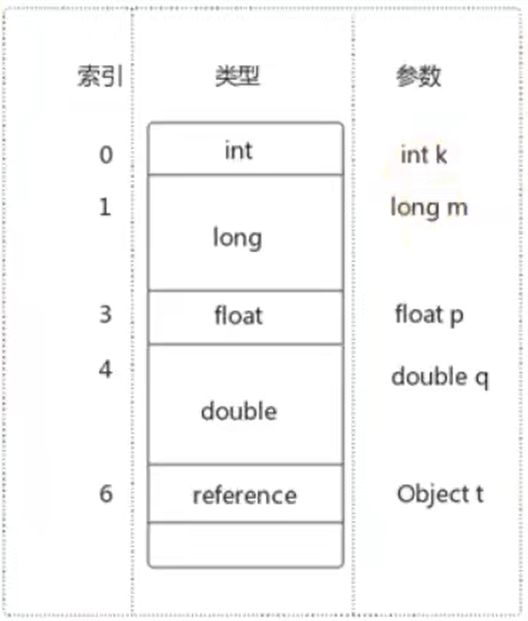 索引 类型 参数
0 int int k
1 long long m
3 float float p
4 double double q
6 reference Object t